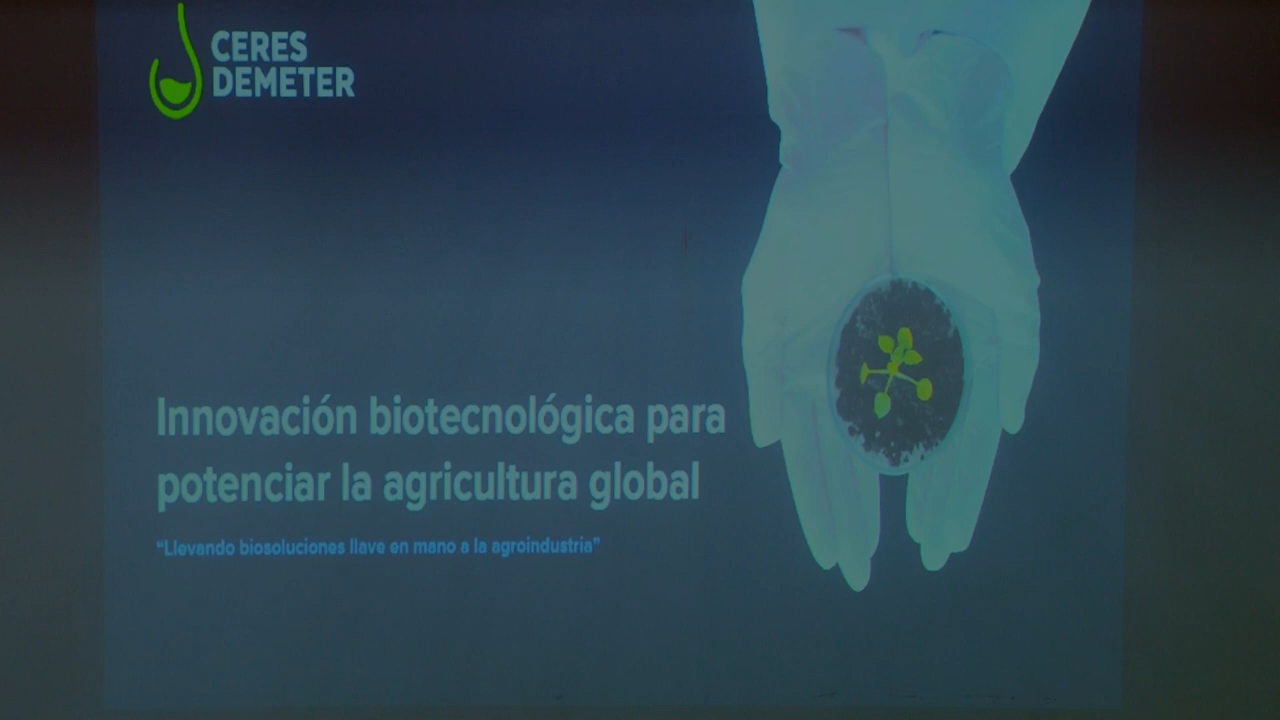 CERES
DEMETER
Innovación biotecnológica para
potenciar la agricultura global
“Llevando biosoluciones llave en mano a la agroindustria”